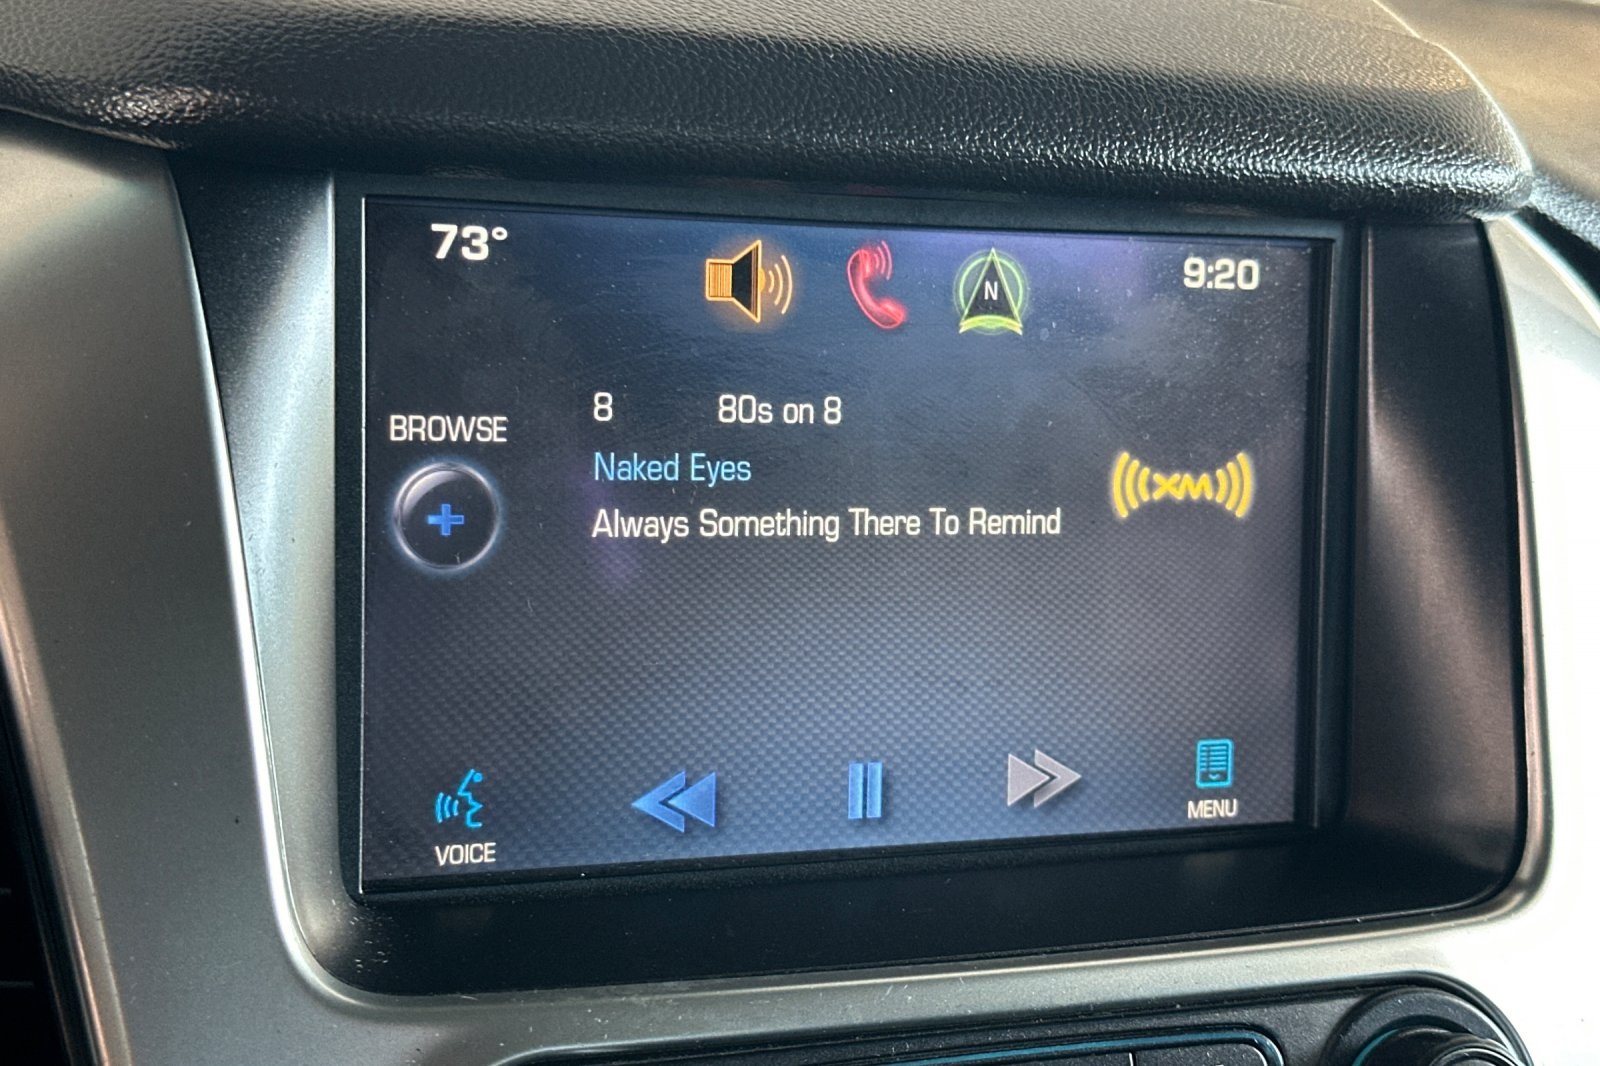 73°
9:20
N
8 80s on 8
BROWSE
Naked Eyes
XM
Always Something There To Remind
VOICE
MENU